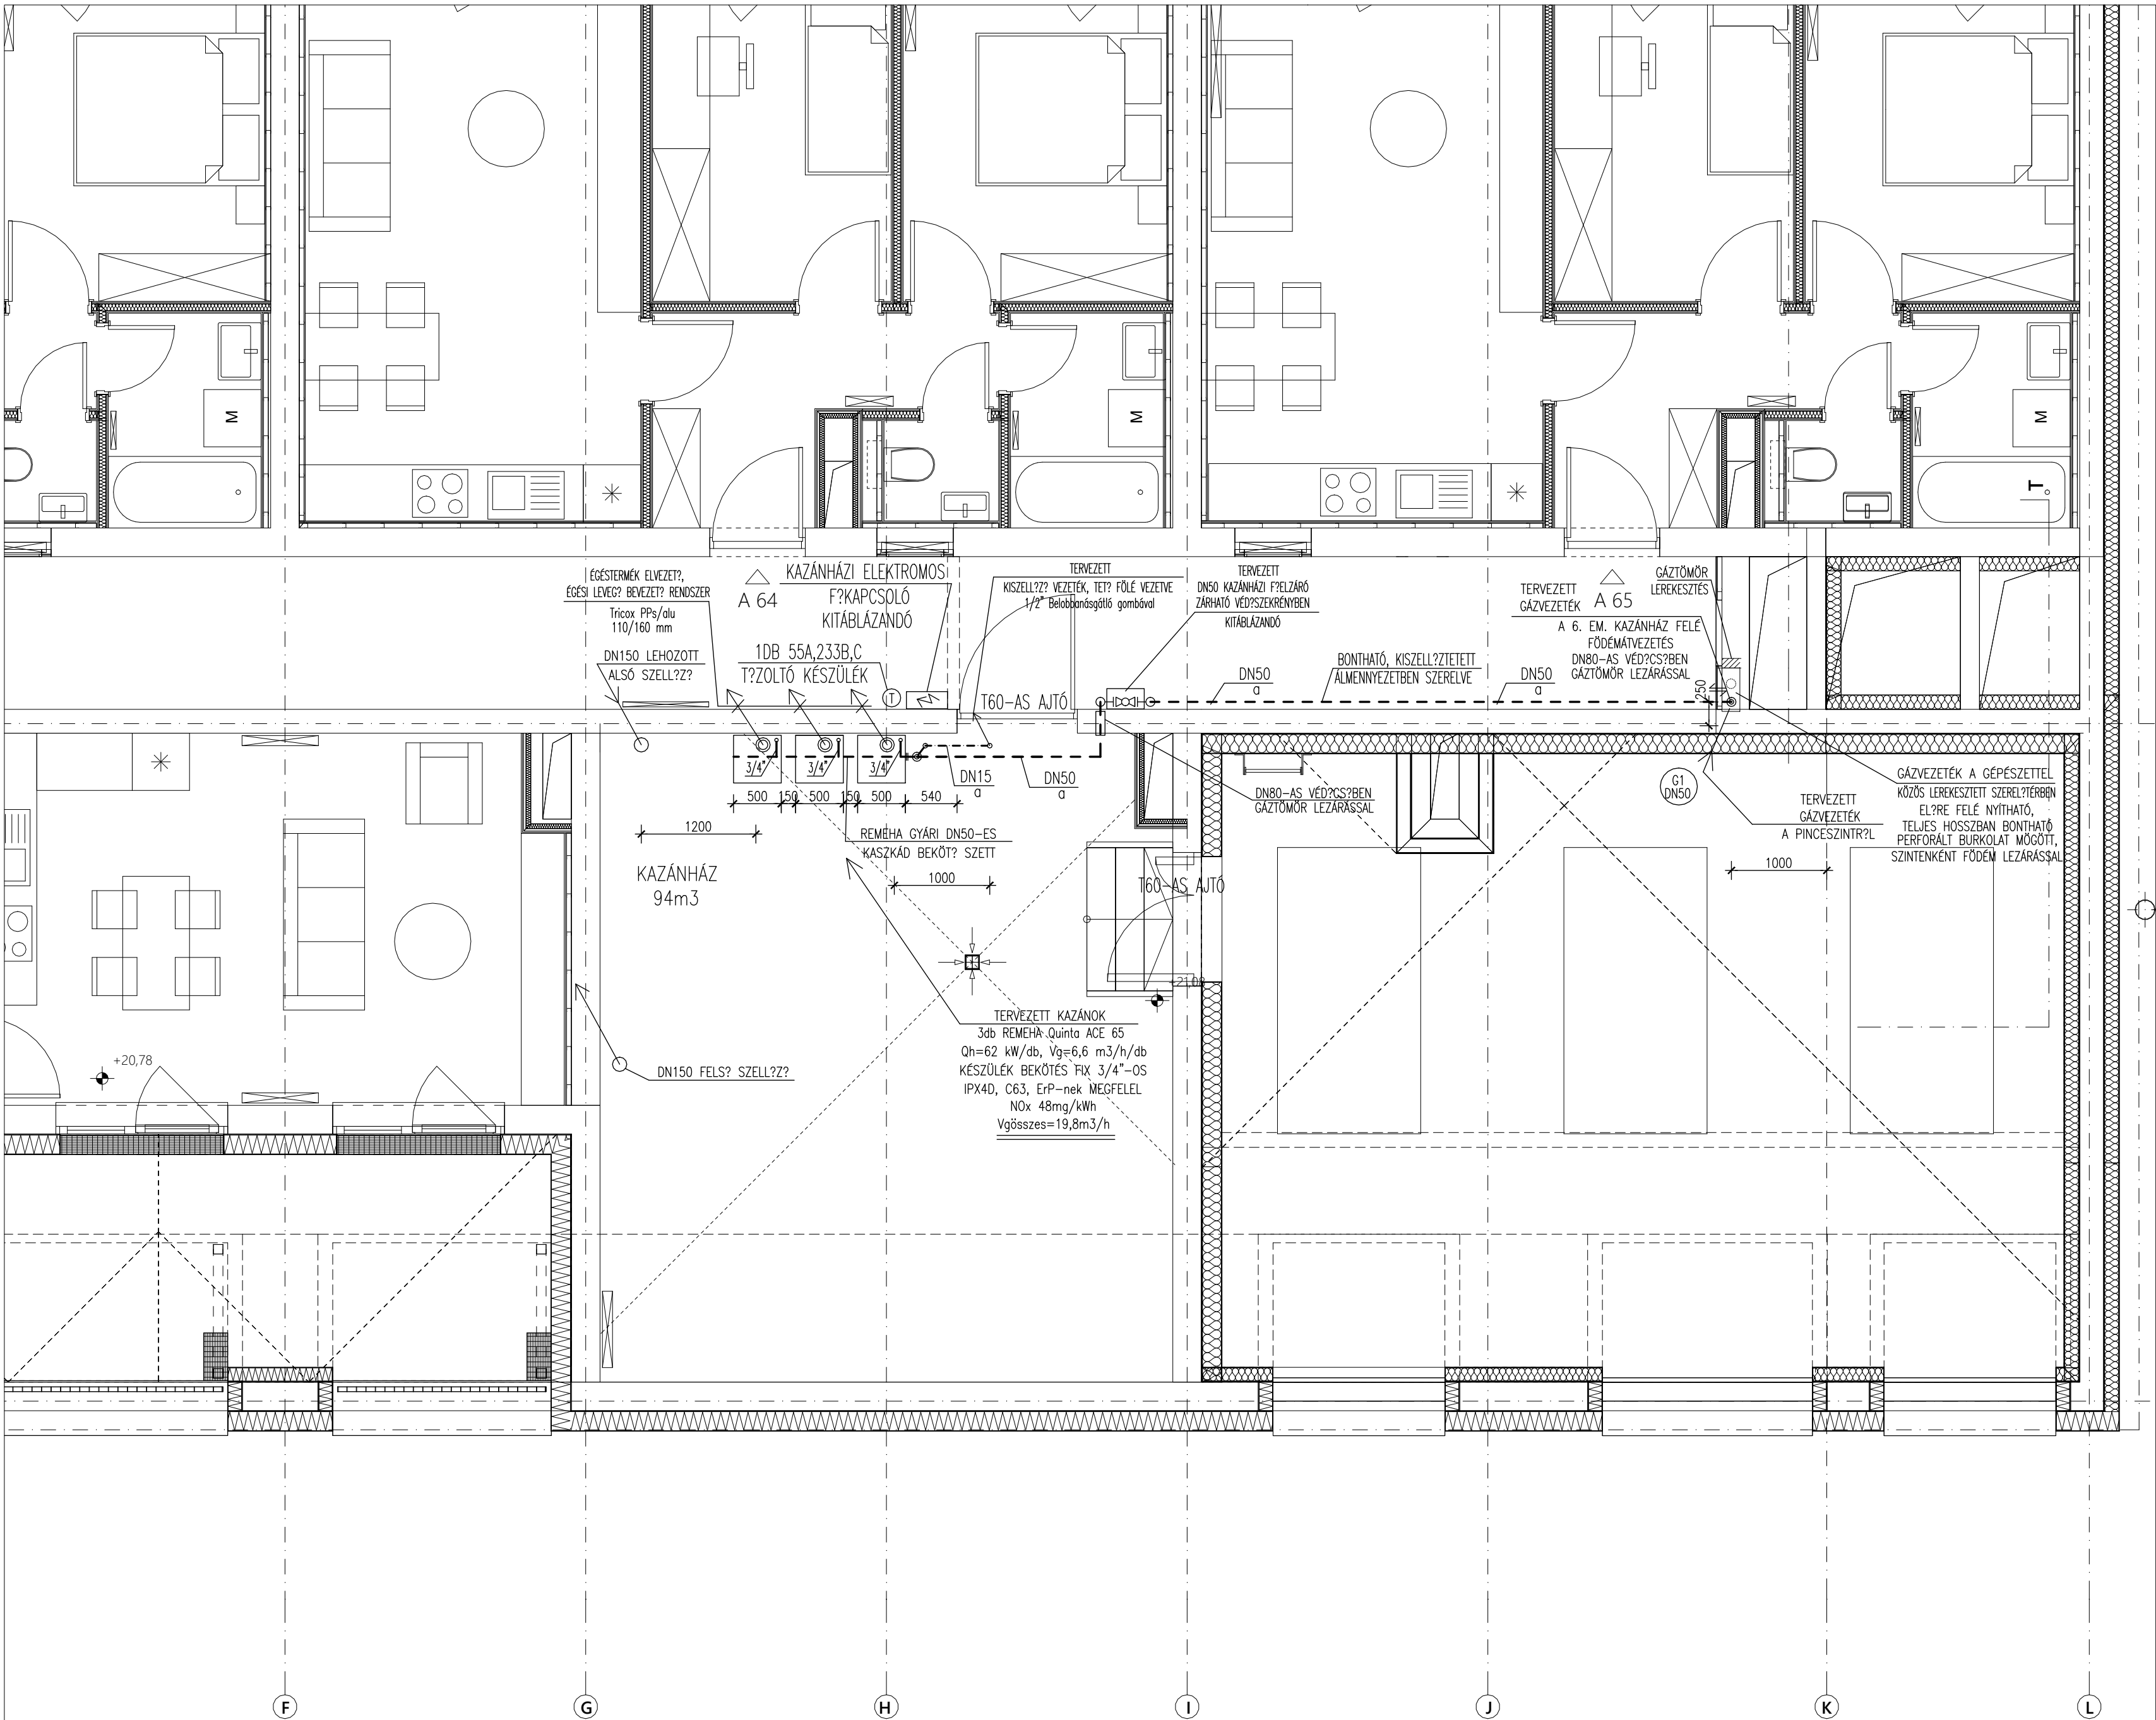 M
M
M
T
ÉGÉSTERMÉK ELVEZET?,
ÉGÉSI LEVEG? BEVEZET? RENDSZER
Tricox PPs/alu
110/160 mm
DN150 LEHOZOTT
ALSÓ SZELL?Z?
A 64
KAZÁNHÁZI ELEKTROMOS
F?KAPCSOLÓ
KITÁBLÁZANDÓ
1DB 55A,233B,C
T?ZOLTÓ KÉSZÜLÉK
T
TERVEZETT
KISZELL?Z? VEZETÉK, TET? FÖLÉ VEZETVE
1/2" Belobbanásgátló gombával
T60-AS AJTÓ
TERVEZETT
DN50 KAZÁNHÁZI F?ELZÁRÓ
ZÁRHATÓ VÉD?SZEKRÉNYBEN
KITÁBLÁZANDÓ
DN50
a
BONTHATÓ, KISZELL?ZTETETT
ÁLMENNYEZETBEN SZERELVE
DN50
a
TERVEZETT
GÁZVEZETÉK
A 65
A 6. EM. KAZÁNHÁZ FELÉ
FÖDÉMÁTVEZETÉS
DN80-AS VÉD?CS?BEN
GÁZTÖMÖR LEZÁRÁSSAL
GÁZTÖMÖR
LEREKESZTÉS
250
3/4"
3/4"
3/4"
500
150
500
150
500
540
1200
DN15
a
DN50
a
DN80-AS VÉD?CS?BEN
GÁZTÖMÖR LEZÁRÁSSAL
REMEHA GYÁRI DN50-ES
KASZKÁD BEKÖT? SZETT
1000
KAZÁNHÁZ
94m3
T60-AS AJTÓ
+21,08
G1
DN50
TERVEZETT
GÁZVEZETÉK
A PINCESZINTR?L
GÁZVEZETÉK A GÉPÉSZETTEL
KÖZÖS LEREKESZTETT SZEREL?TÉRBEN
EL?RE FELÉ NYÍTHATÓ,
TELJES HOSSZBAN BONTHATÓ
PERFORÁLT BURKOLAT MÖGÖTT,
SZINTENKÉNT FÖDÉM LEZÁRÁSSAL
1000
TERVEZETT KAZÁNOK
3db REMEHA Quinta ACE 65
Qh=62 kW/db, Vg=6,6 m3/h/db
KÉSZÜLÉK BEKÖTÉS FIX 3/4"-OS
IPX4D, C63, ErP-nek MEGFELEL
NOx 48mg/kWh
Vgösszes=19,8m3/h
+20,78
DN150 FELS? SZELL?Z?
F
G
H
I
J
K
L